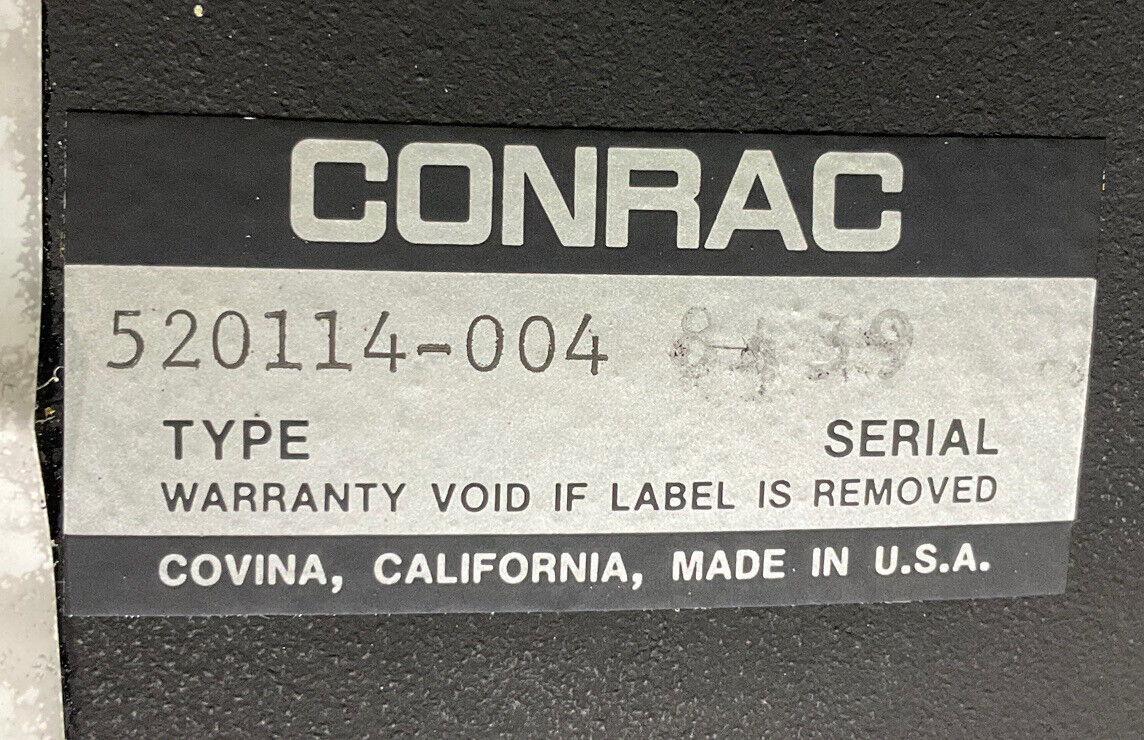 CONRAC
520114-004
TYPE SERIAL
WARRANTY VOID IF LABEL IS REMOVED
COVINA, CALIFORNIA, MADE IN U.S.A.